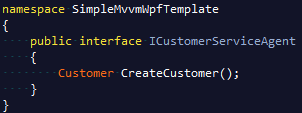 namespace SimpleMvvmWpfTemplate
{
    public interface ICustomerServiceAgent
    {
        Customer CreateCustomer();
    }
}